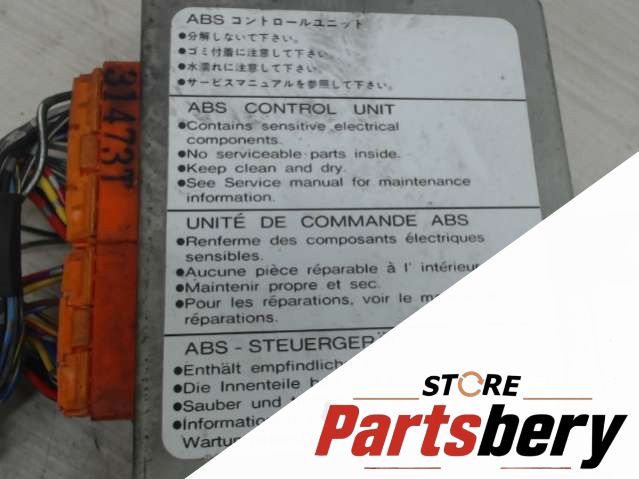 ABS コントロールユニット
●分解しないで下さい。
●ゴミ付着に注意して下さい。
●水濡れに注意して下さい。
●サービスマニュアルを参照して下さい。
314731
ABS CONTROL UNIT
●Contains sensitive electrical
components.
●No serviceable parts inside.
●Keep clean and dry.
●See Service manual for maintenance
information.
UNITÉ DE COMMANDE ABS
●Renferme des composants électriques
sensibles.
●Aucune pièce réparable à l' intérieu
●Maintenir propre et sec.
●Pour les réparations, voir le m
réparations.
ABS - STEUERGER
●Enthält empfindlich
●Die Innenteile
●Sauber und
●Information
Wartu
STORE
Partsbery